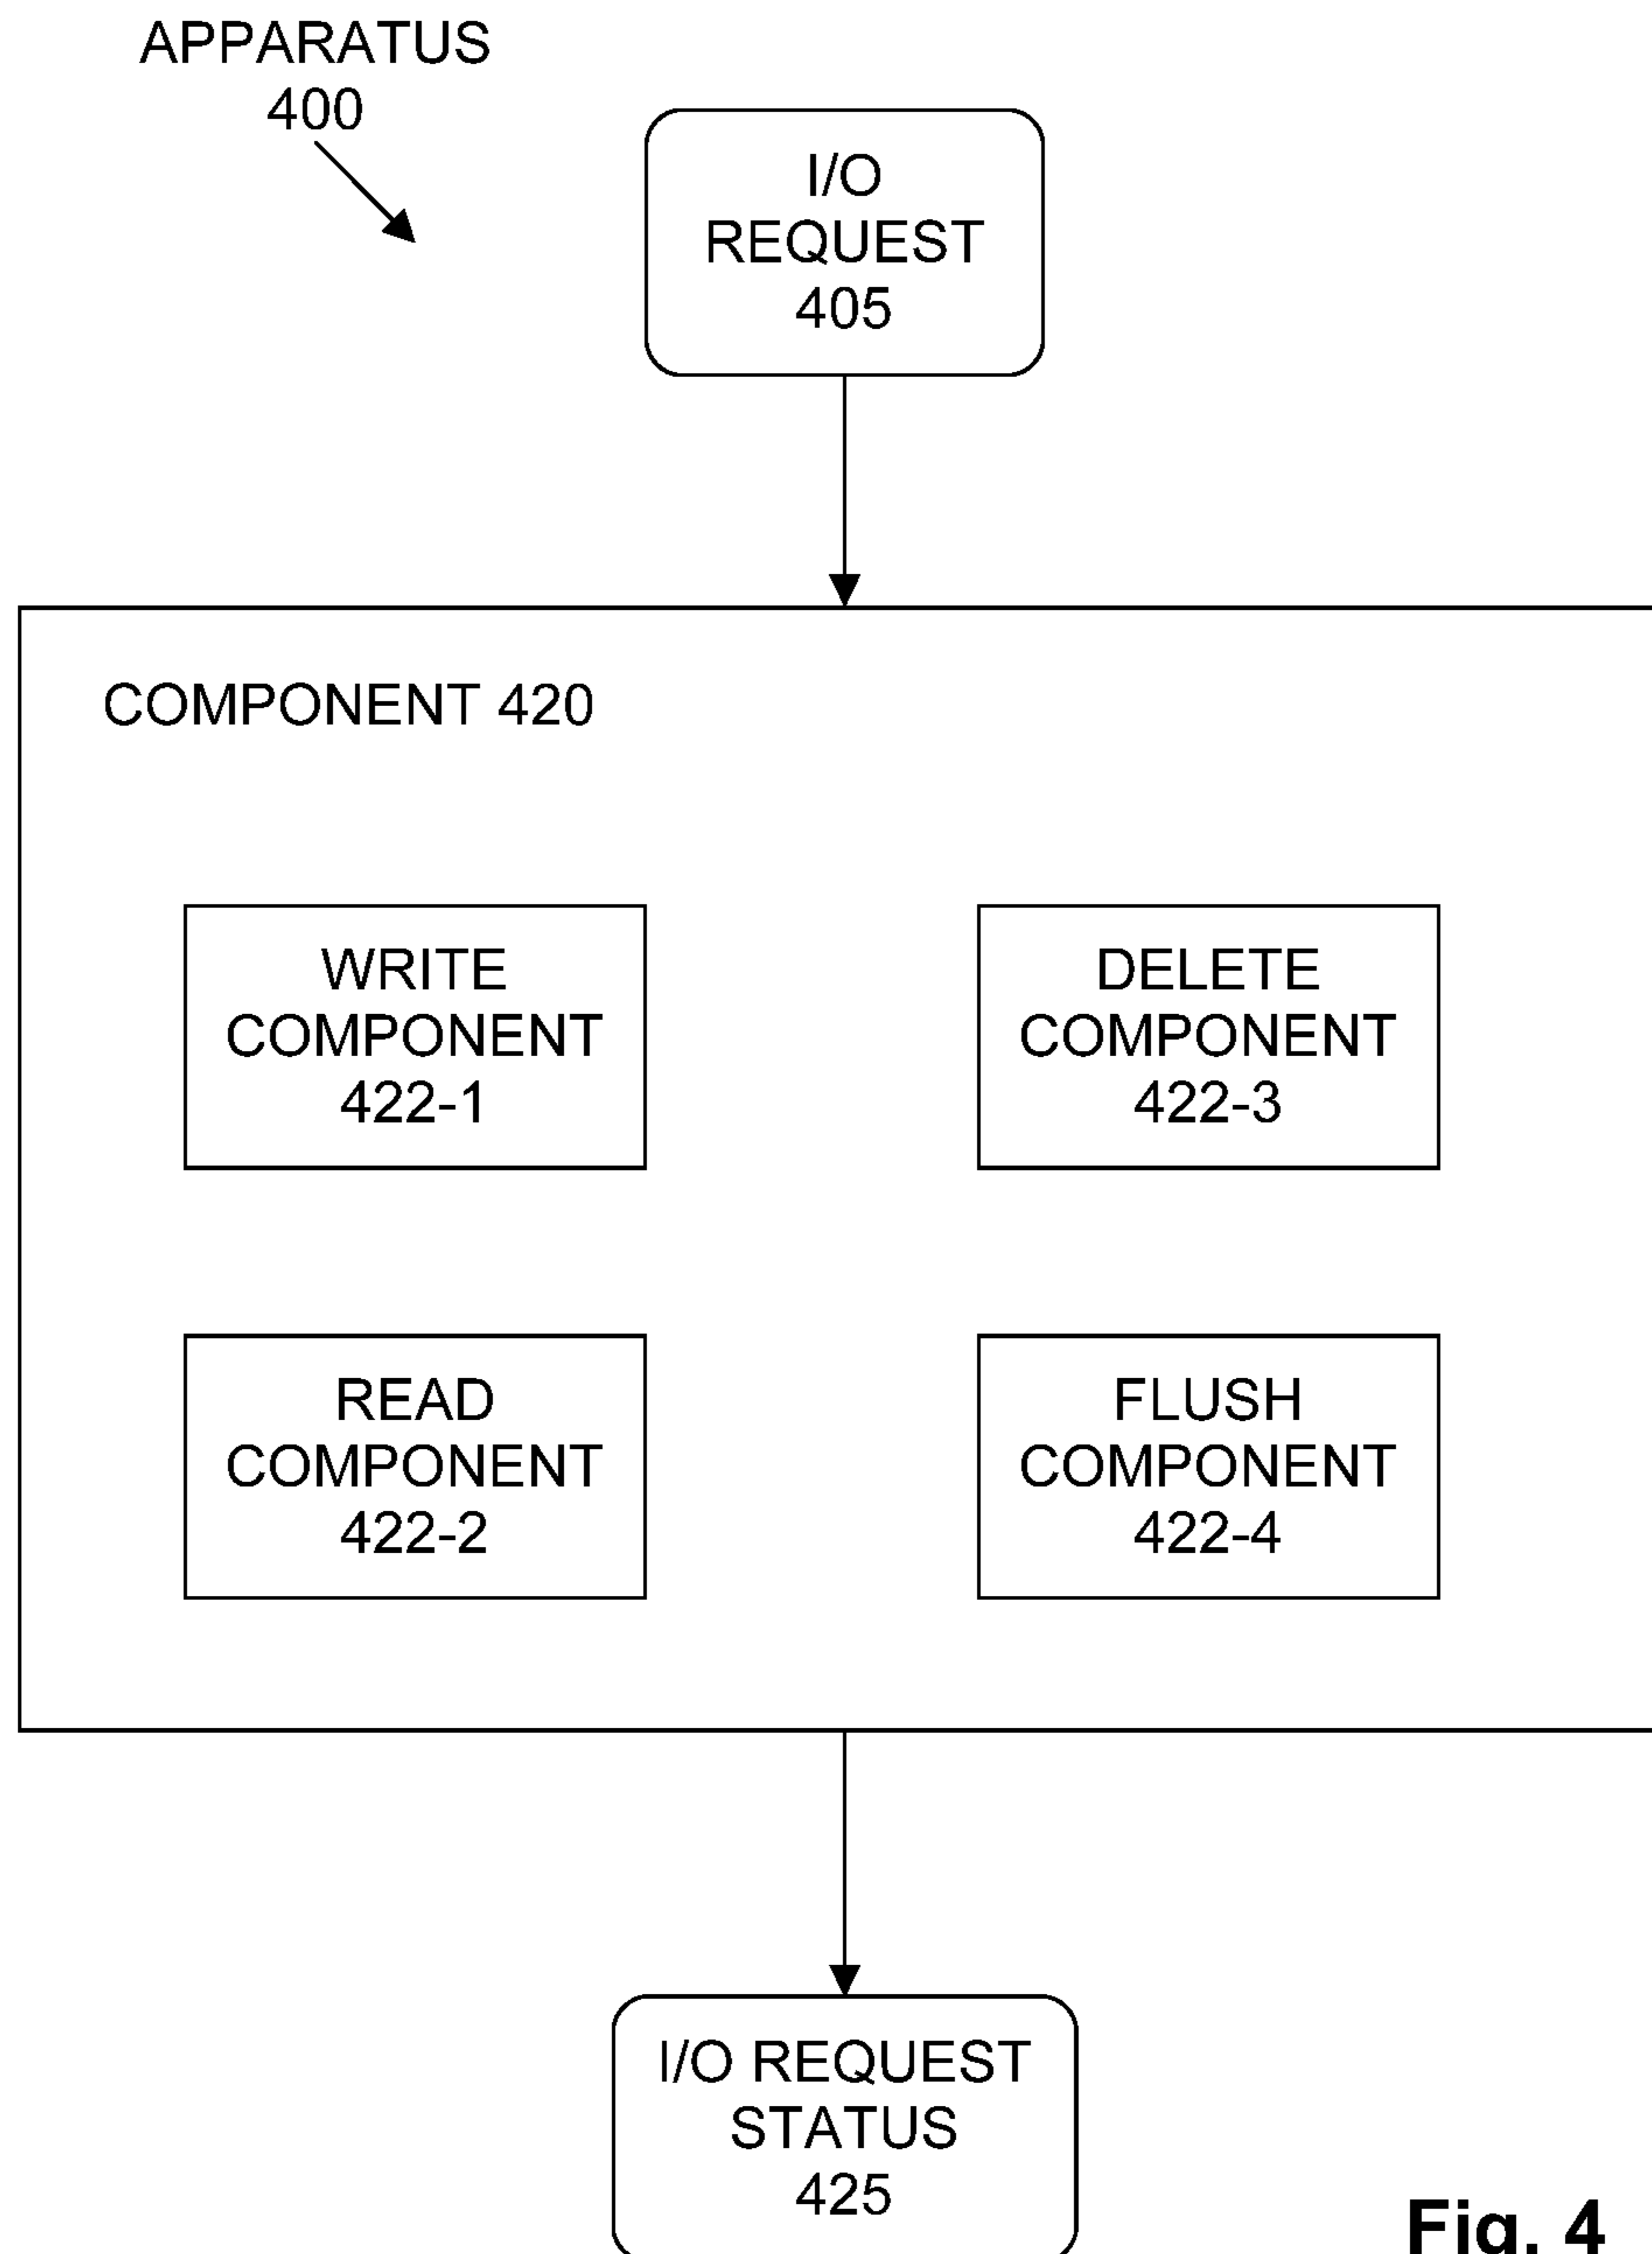 APPARATUS
400
I/O
REQUEST
405
COMPONENT 420
WRITE
COMPONENT
422-1
DELETE
COMPONENT
422-3
READ
COMPONENT
422-2
FLUSH
COMPONENT
422-4
I/O REQUEST
STATUS
425
Fig. 4